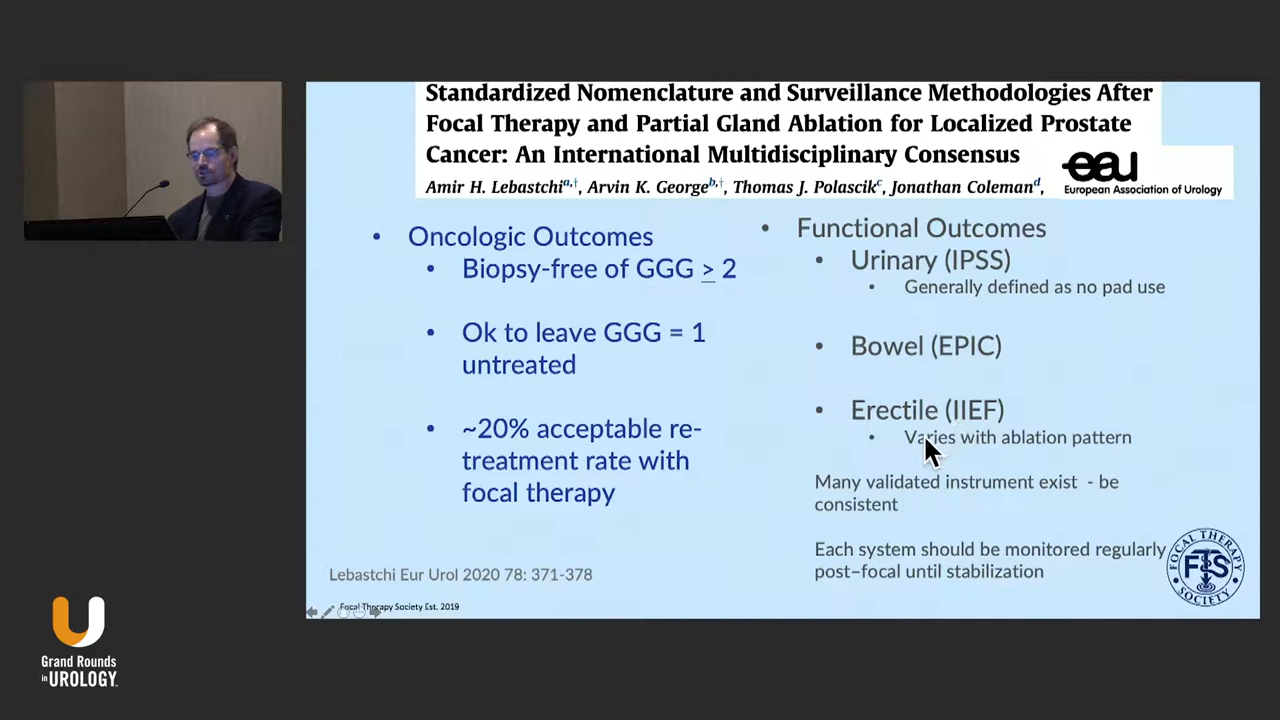 Standardized Nomenclature and Surveillance Methodologies After
Focal Therapy and Partial Gland Ablation for Localized Prostate
Cancer: An International Multidisciplinary Consensus
Amir H. Lebastchi a,†, Arvin K. George b,†, Thomas J. Polascik c, Jonathan Coleman d,
eau
European Association of Urology
• Oncologic Outcomes
• Biopsy-free of GGG ≥ 2
• Ok to leave GGG = 1
untreated
• ~20% acceptable re-
treatment rate with
focal therapy
• Functional Outcomes
• Urinary (IPSS)
• Generally defined as no pad use
• Bowel (EPIC)
• Erectile (IIEF)
• Varies with ablation pattern
Many validated instrument exist - be
consistent
Each system should be monitored regularly
post–focal until stabilization
Lebastchi Eur Urol 2020 78: 371-378
Focal Therapy Society Est. 2019
FOCAL THERAPY
FTS
SOCIETY
Grand Rounds
in UROLOGY